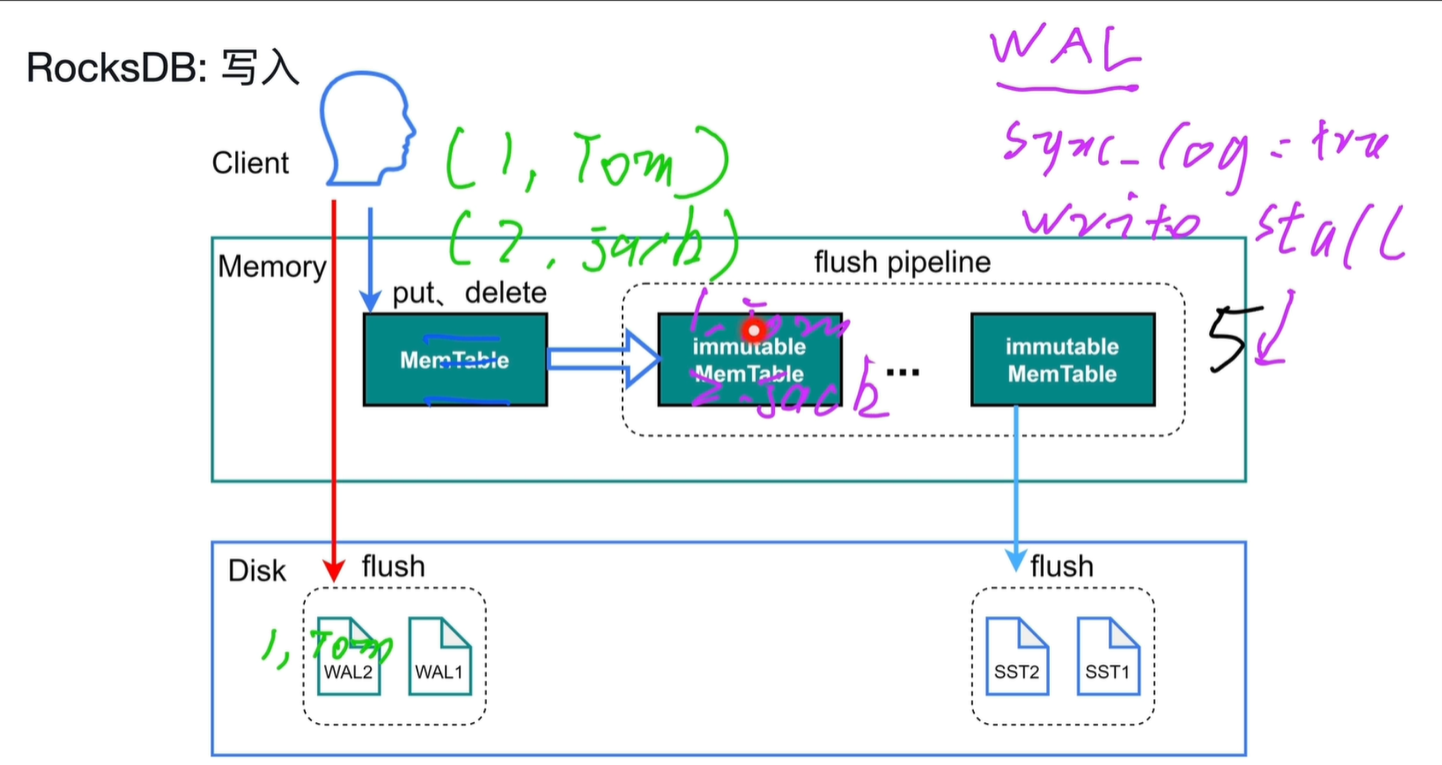 RocksDB: 写入
WAL
sync_log = true
write stall
Client
(1, Tom)
(2, jack)
Memory
put、delete
flush pipeline
MemTable
1. Tom
immutable
MemTable
2. jack
...
immutable
MemTable
5
Disk
flush
1, Tom
WAL2
WAL1
flush
SST2
SST1